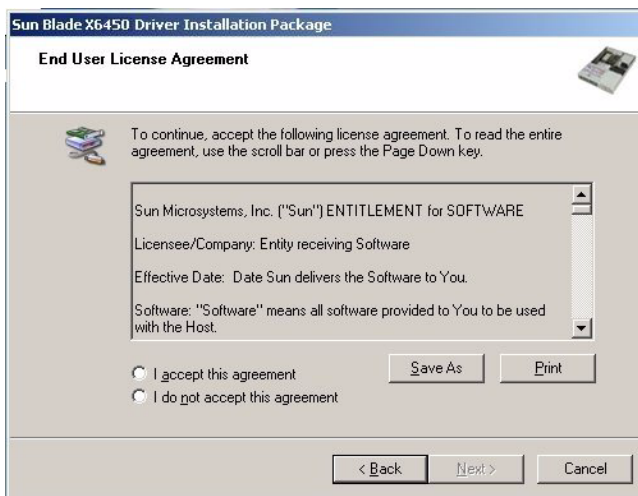 Sun Blade X6450 Driver Installation Package
End User License Agreement
To continue, accept the following license agreement. To read the entire
agreement, use the scroll bar or press the Page Down key.
Sun Microsystems, Inc. ("Sun") ENTITLEMENT for SOFTWARE
Licensee/Company: Entity receiving Software
Effective Date: Date Sun delivers the Software to You.
Software: "Software" means all software provided to You to be used
with the Host.
I accept this agreement
Save As
Print
I do not accept this agreement
< Back
Next >
Cancel